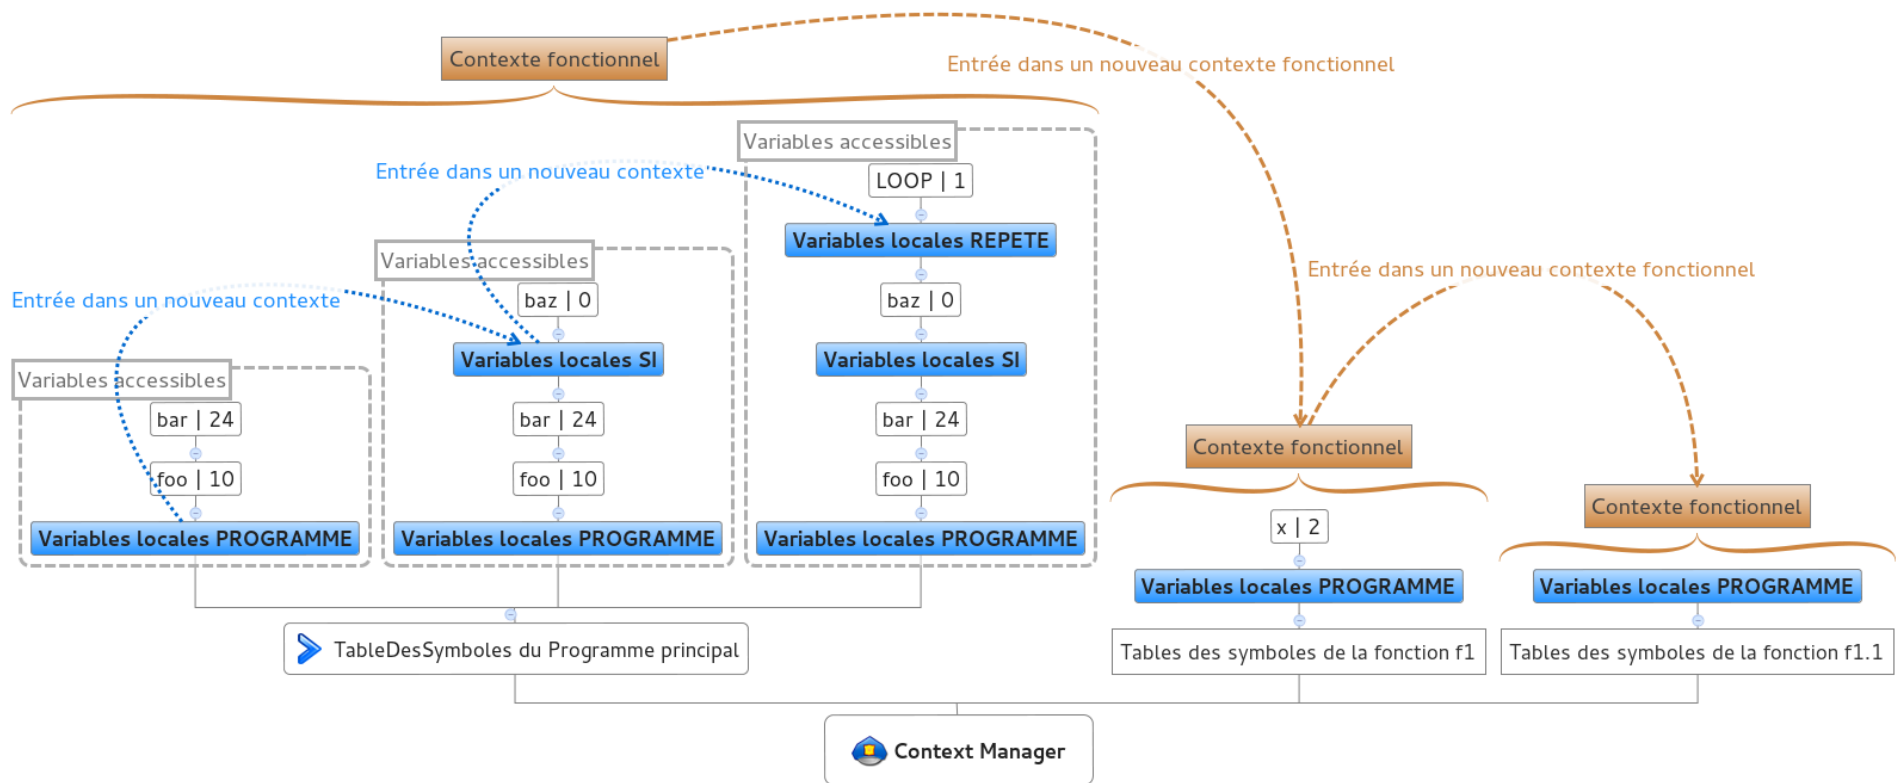 Contexte fonctionnel
Entrée dans un nouveau contexte fonctionnel
Variables accessibles
LOOP | 1
Entrée dans un nouveau contexte
Variables locales REPETE
Variables accessibles
baz | 0
baz | 0
Entrée dans un nouveau contexte
Variables locales SI
Variables locales SI
Variables accessibles
bar | 24
bar | 24
bar | 24
foo | 10
foo | 10
foo | 10
Variables locales PROGRAMME
Variables locales PROGRAMME
Variables locales PROGRAMME
TableDesSymboles du Programme principal
Entrée dans un nouveau contexte fonctionnel
Contexte fonctionnel
x | 2
Variables locales PROGRAMME
Tables des symboles de la fonction f1
Contexte fonctionnel
Variables locales PROGRAMME
Tables des symboles de la fonction f1.1
Context Manager